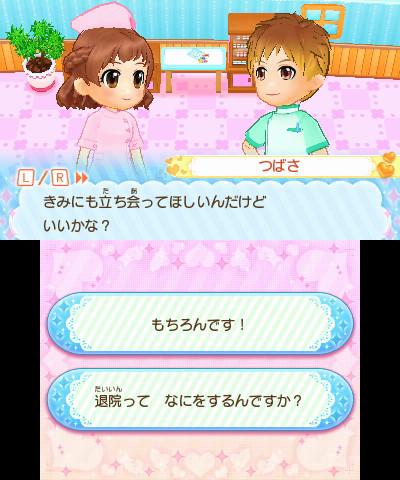 つばさ
L/R
きみにも立ち会ってほしいんだけど
いいかな？
もちろんです！
退院って　なにをするんですか？